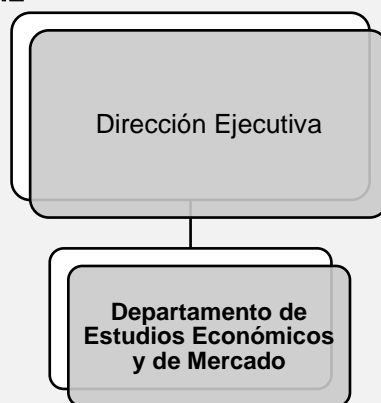 Dirección Ejecutiva
Departamento de
Estudios Económicos
y de Mercado